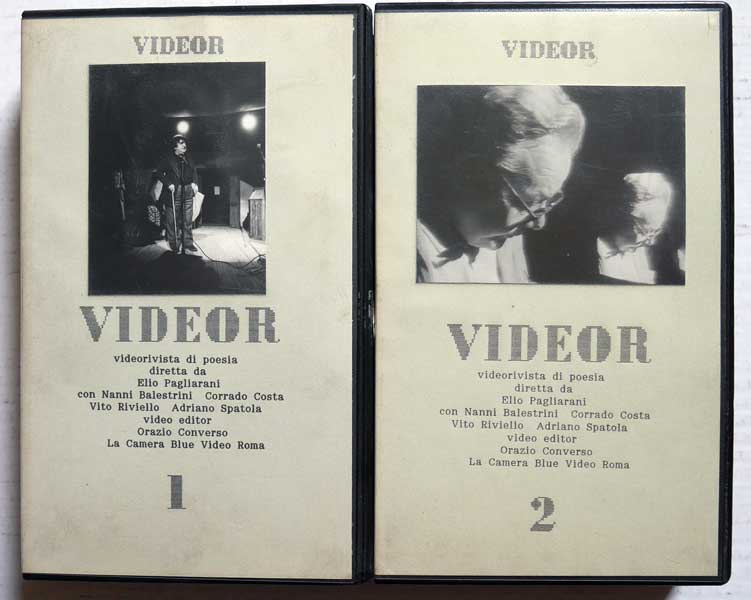 VIDEOR
VIDEOR
videorivista di poesia
diretta da
Elio Pagliarani
con Nanni Balestrini Corrado Costa
Vito Riviello Adriano Spatola
video editor
Orazio Converso
La Camera Blue Video Roma
1
VIDEOR
VIDEOR
videorivista di poesia
diretta da
Elio Pagliarani
con Nanni Balestrini Corrado Costa
Vito Riviello Adriano Spatola
video editor
Orazio Converso
La Camera Blue Video Roma
2